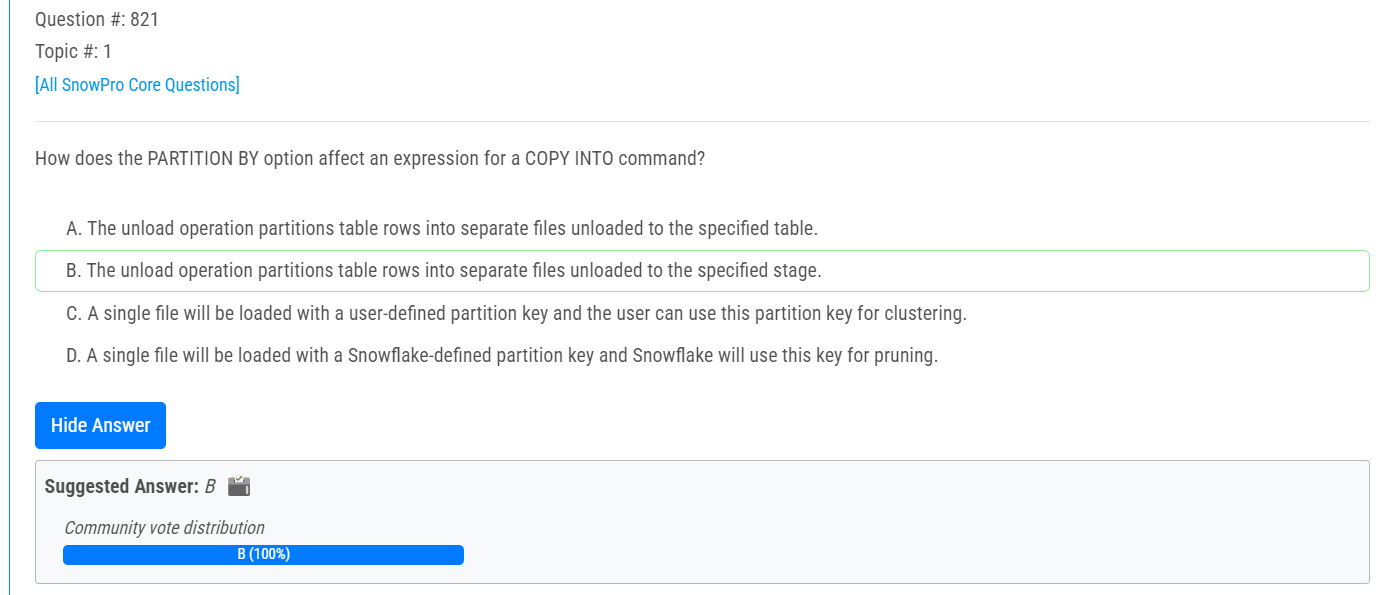 Question #: 821
Topic #: 1
[All SnowPro Core Questions]
How does the PARTITION BY option affect an expression for a COPY INTO command?
A. The unload operation partitions table rows into separate files unloaded to the specified table.
B. The unload operation partitions table rows into separate files unloaded to the specified stage.
C. A single file will be loaded with a user-defined partition key and the user can use this partition key for clustering.
D. A single file will be loaded with a Snowflake-defined partition key and Snowflake will use this key for pruning.
Hide Answer
Suggested Answer: B
Community vote distribution
B (100%)